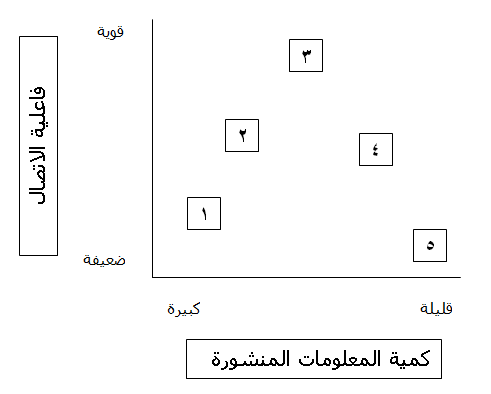 قوية
٣
فاعلية الاتصال
٢
٤
١
٥
ضعيفة
قليلة
كبيرة
كمية المعلومات المنشورة